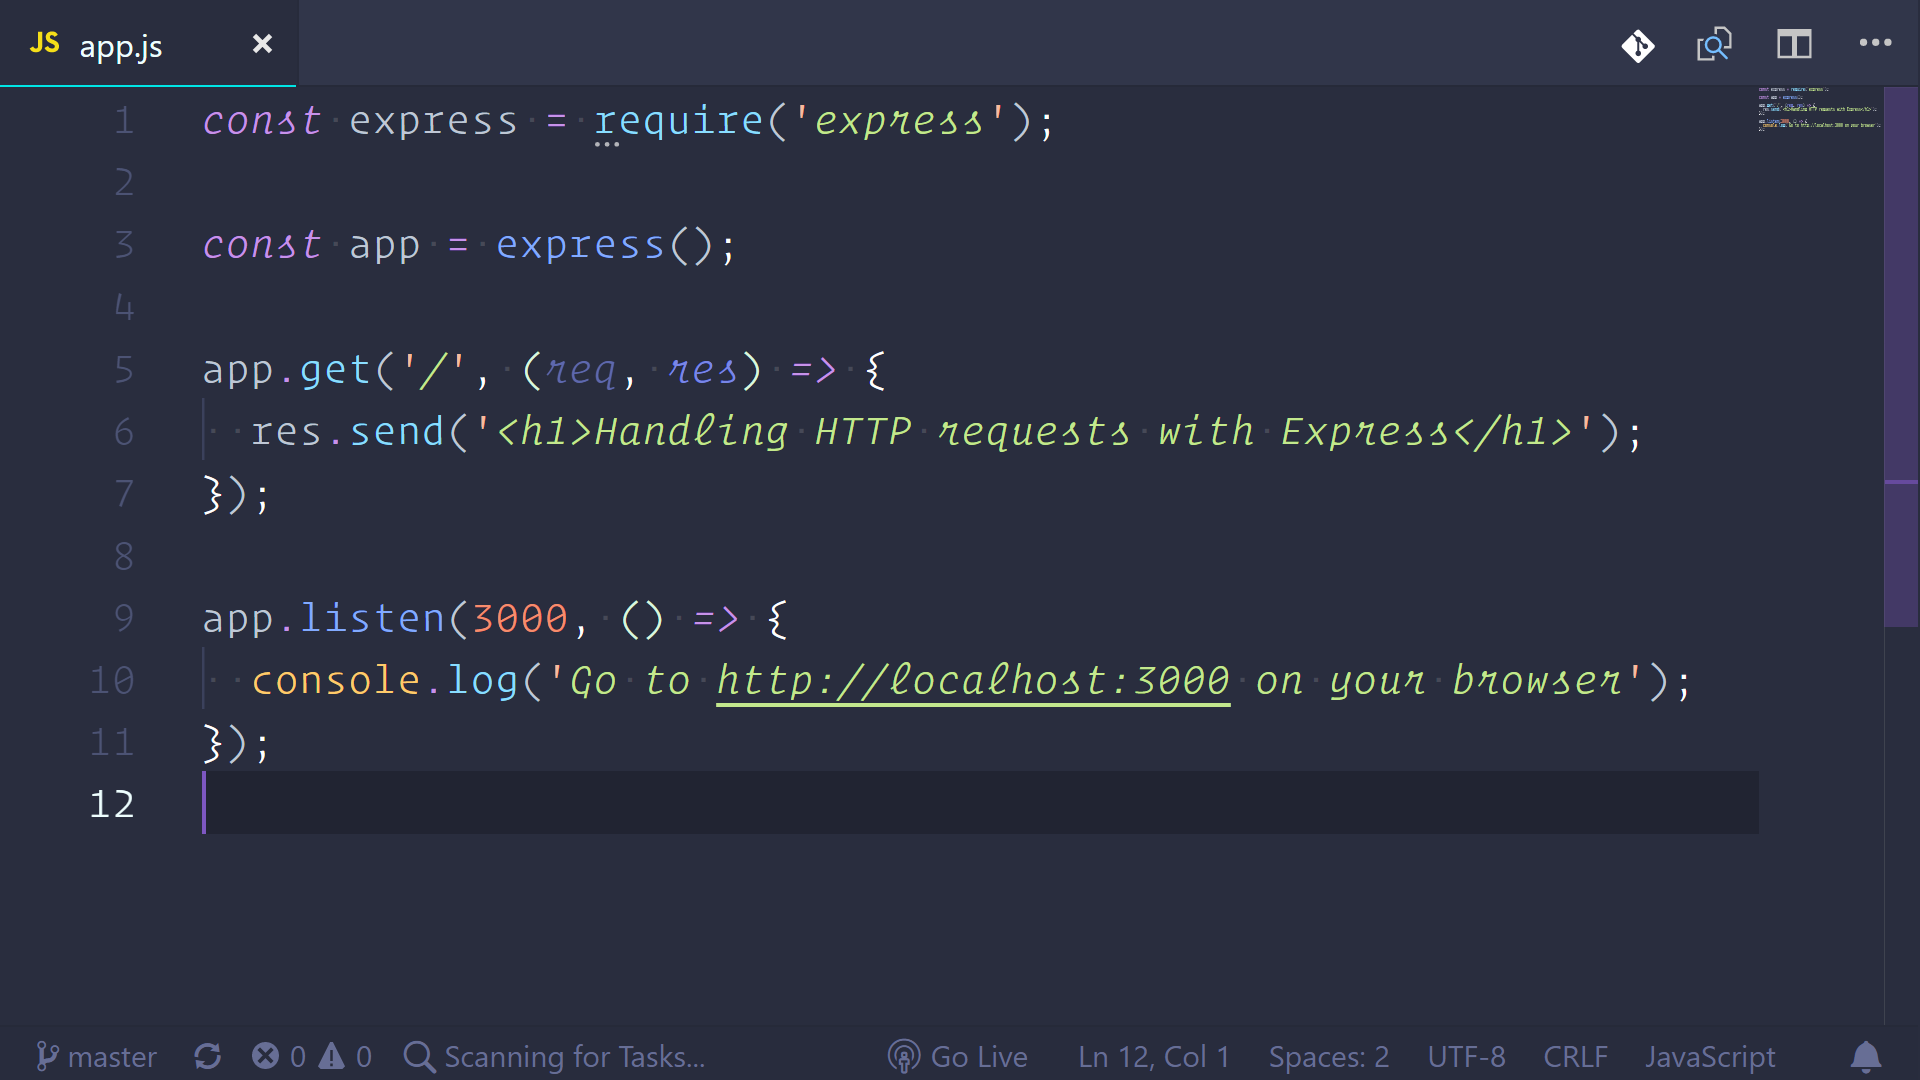 JS app.js
1 const express = require('express');
2
3 const app = express();
4
5 app.get('/', (req, res) => {
6   res.send('<h1>Handling HTTP requests with Express</h1>');
7 });
8
9 app.listen(3000, () => {
10   console.log('Go to http://localhost:3000 on your browser');
11 });
12
master 0 0 Scanning for Tasks... Go Live Ln 12, Col 1 Spaces: 2 UTF-8 CRLF JavaScript